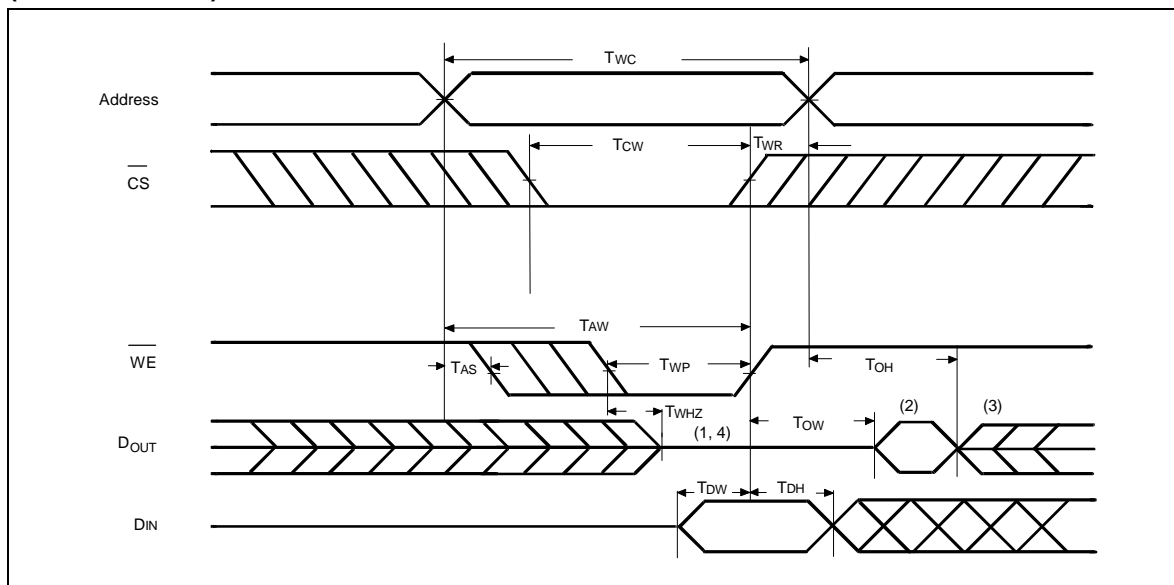 TWC
Address
TCW
TWR
CS
TAW
WE
TAS
TWP
TOH
TWHZ
(1, 4)
TOW
(2)
(3)
DOUT
TDW
TDH
DIN